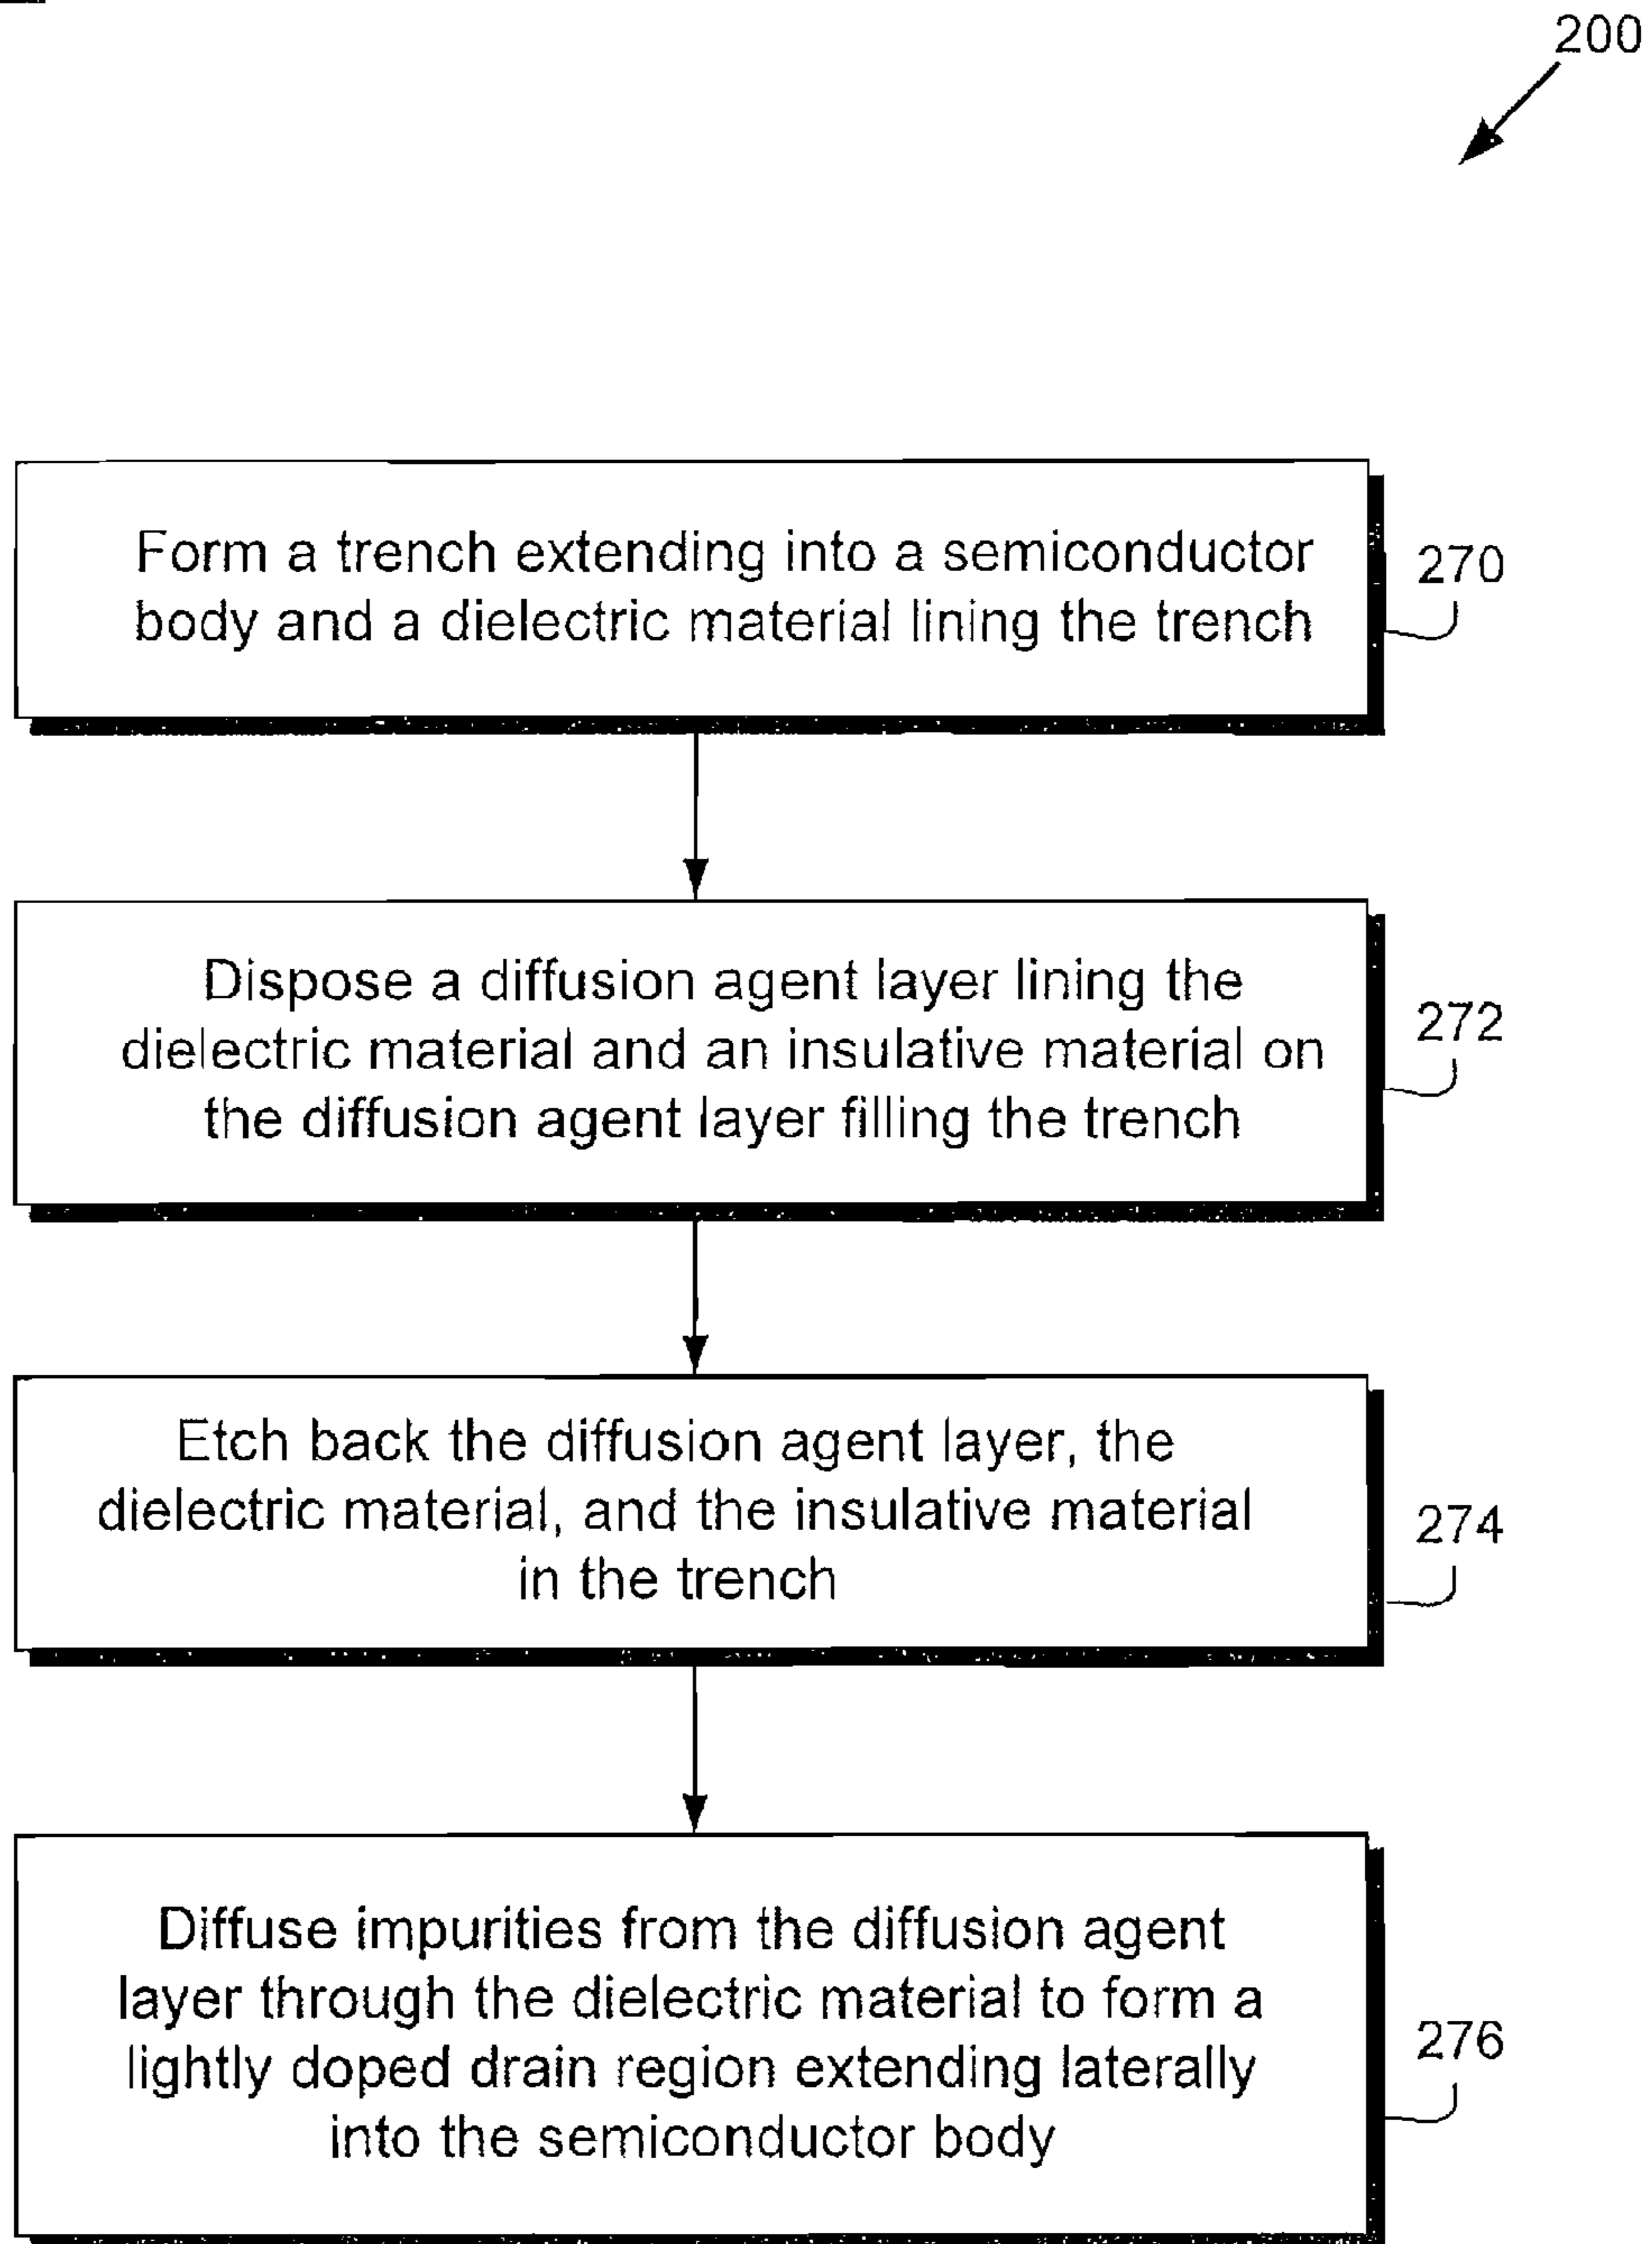 200
Form a trench extending into a semiconductor
body and a dielectric material lining the trench
270
Dispose a diffusion agent layer lining the
dielectric material and an insulative material on
the diffusion agent layer filling the trench
272
Etch back the diffusion agent layer, the
dielectric material, and the insulative material
in the trench
274
Diffuse impurities from the diffusion agent
layer through the dielectric material to form a
lightly doped drain region extending laterally
into the semiconductor body
276